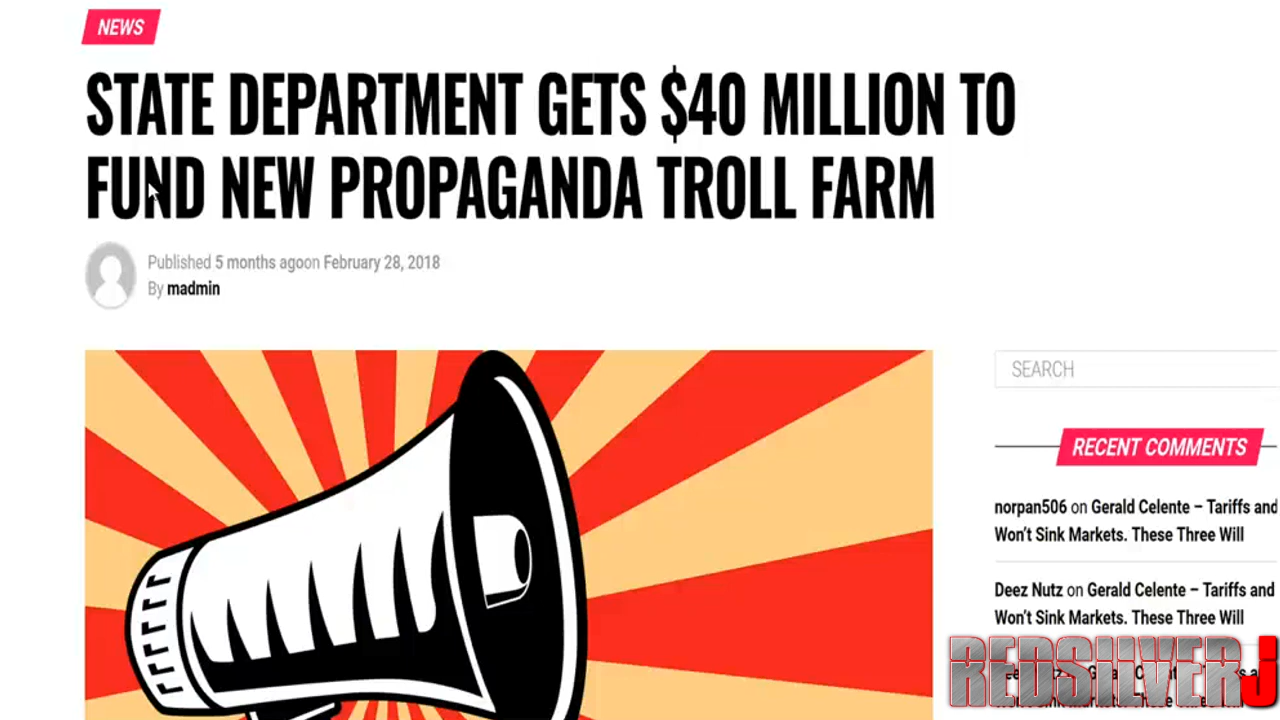 NEWS
STATE DEPARTMENT GETS $40 MILLION TO
FUND NEW PROPAGANDA TROLL FARM
Published 5 months agoon February 28, 2018
By madmin
SEARCH
RECENT COMMENTS
norpan506 on Gerald Celente – Tariffs and
Won't Sink Markets. These Three Will
Deez Nutz on Gerald Celente – Tariffs and
Won't Sink Markets. These Three Will
REDSILVERJ